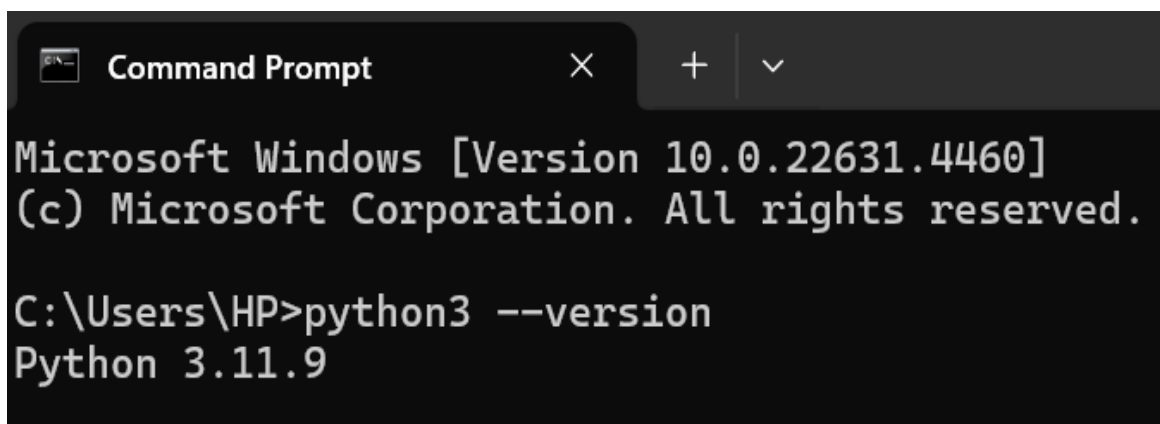 Command Prompt
Microsoft Windows [Version 10.0.22631.4460]
(c) Microsoft Corporation. All rights reserved.
C:\Users\HP>python3 --version
Python 3.11.9